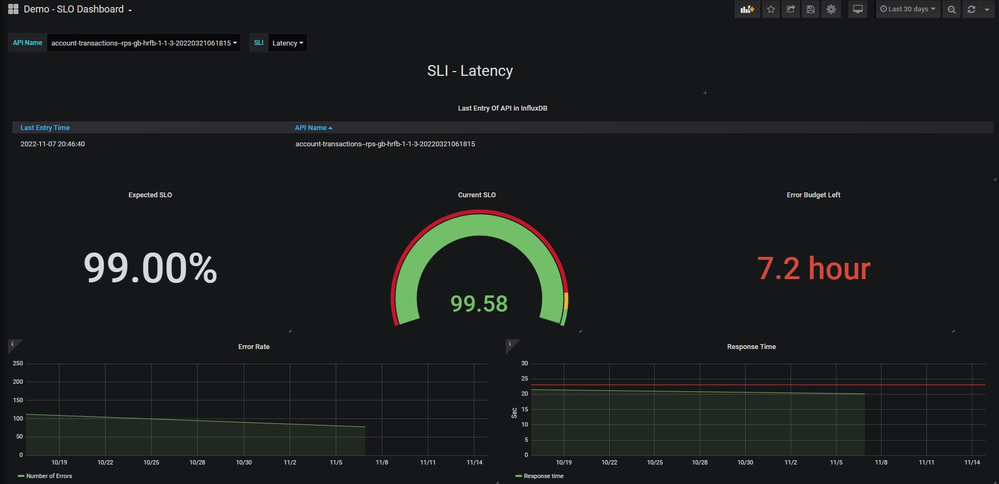 Demo - SLO Dashboard
Last 30 days
API Name account-transactions--rps-gb-hrfb-1-1-3-20220321061815 SLI Latency
SLI - Latency
Last Entry Of API in InfluxDB
Last Entry Time API Name
2022-11-07 20:46:40 account-transactions--rps-gb-hrfb-1-1-3-20220321061815
Expected SLO
99.00%
Current SLO
99.58
Error Budget Left
7.2 hour
i
Error Rate
250
200
150
100
50
0
10/19 10/22 10/25 10/28 10/30 11/2 11/5 11/8 11/11 11/14
Number of Errors
i
Response Time
Sec
30
25
20
15
10
5
0
10/19 10/22 10/25 10/28 10/30 11/2 11/5 11/8 11/11 11/14
Response time